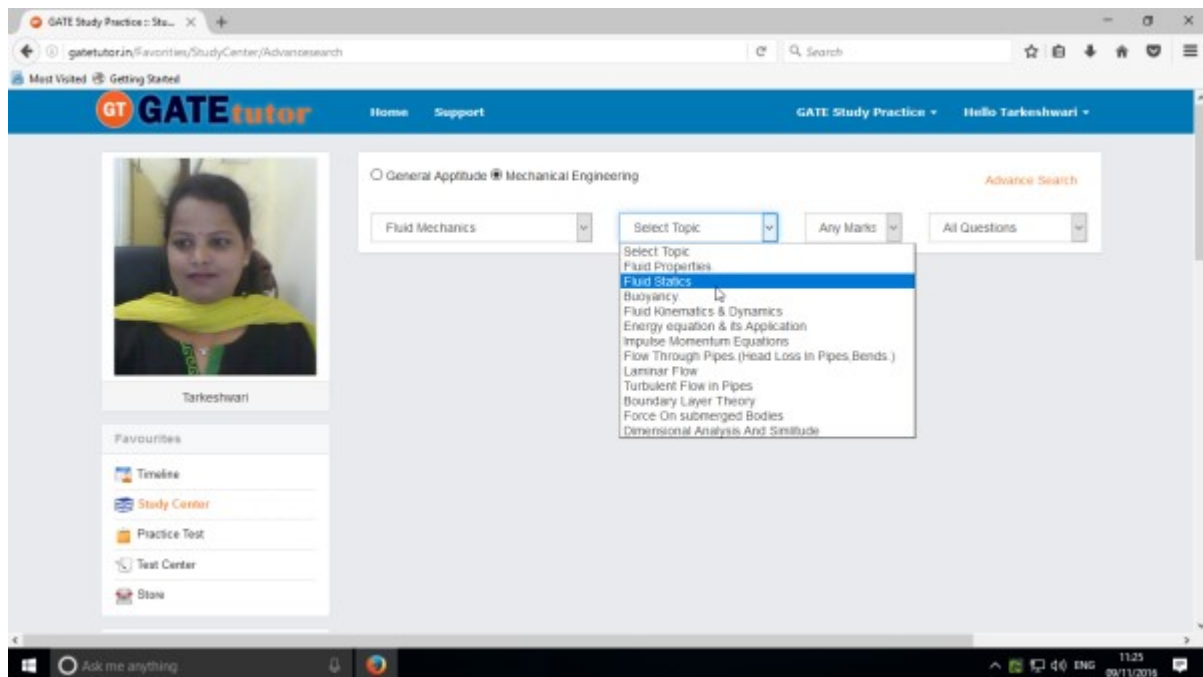 GATE Study Practice :: Stu...
gatetutor.in/Favorities/StudyCenter/Advancesearch
Search
Most Visited Getting Started
GT GATEtutor Home Support GATE Study Practice Hello Tarkeshwari
General Apptitude Mechanical Engineering
Advance Search
Fluid Mechanics Select Topic Any Marks All Questions
Select Topic
Fluid Properties
Fluid Statics
Buoyancy
Fluid Kinematics & Dynamics
Energy equation & its Application
Impulse Momentum Equations
Flow Through Pipes.(Head Loss In Pipes,Bends.)
Laminar Flow
Turbulent Flow in Pipes
Boundary Layer Theory
Force On submerged Bodies
Dimensional Analysis And Similitude
Tarkeshwari
Favourites
Timeline
Study Center
Practice Test
Test Center
Store
Ask me anything
ENG
11:25
09/11/2016